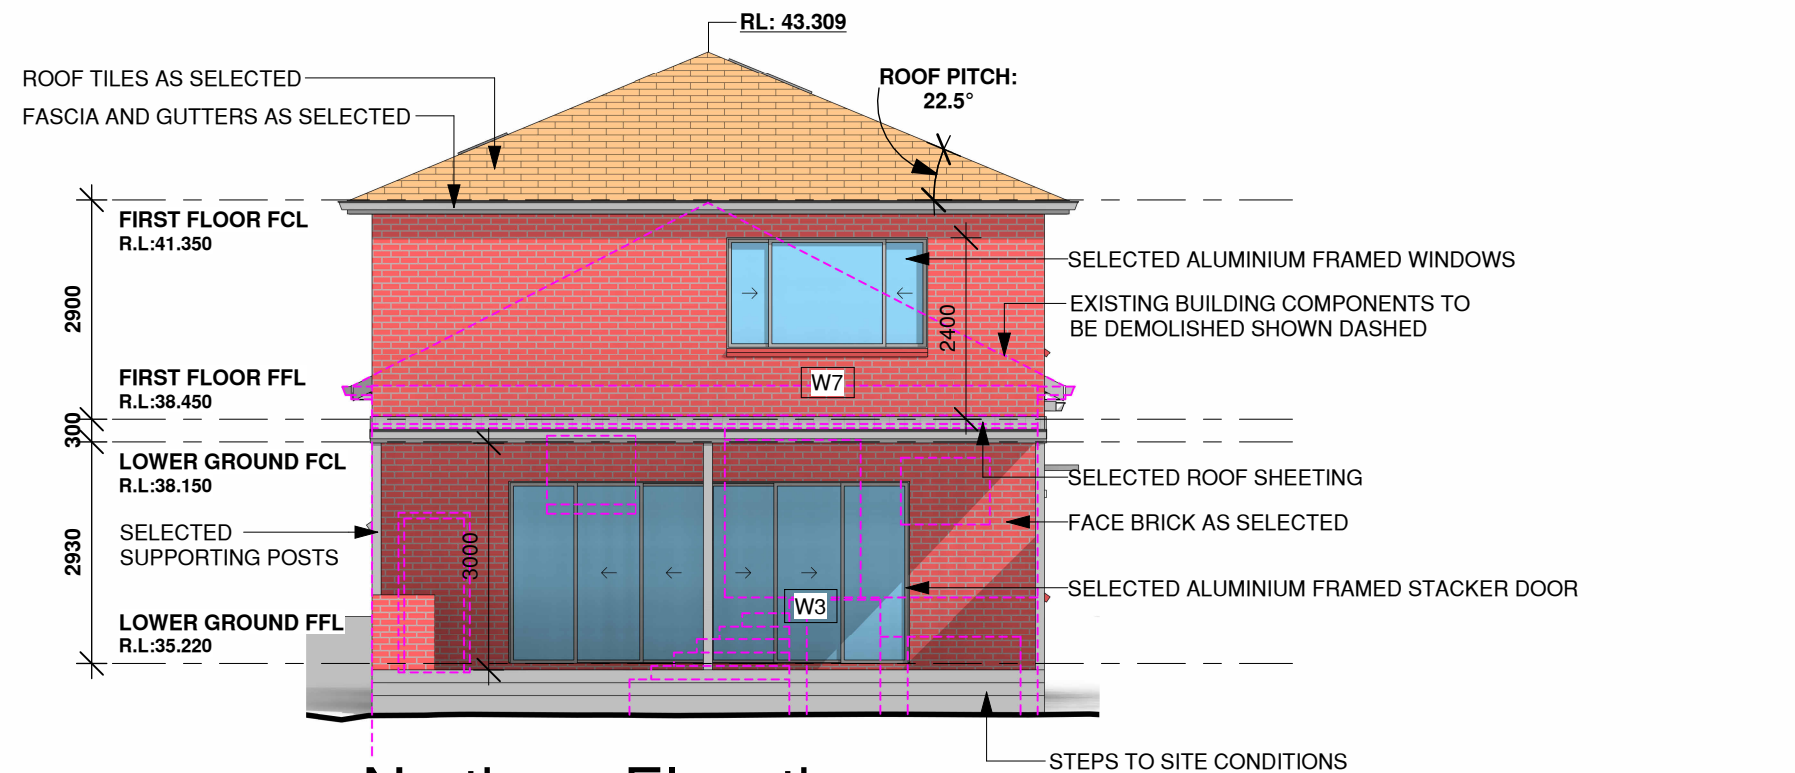 RL: 43.309
ROOF TILES AS SELECTED
FASCIA AND GUTTERS AS SELECTED
ROOF PITCH:
22.5°
FIRST FLOOR FCL
R.L:41.350
2900
FIRST FLOOR FFL
R.L:38.450
300
LOWER GROUND FCL
R.L:38.150
SELECTED
SUPPORTING POSTS
2930
LOWER GROUND FFL
R.L:35.220
2400
W7
3000
W3
SELECTED ALUMINIUM FRAMED WINDOWS
EXISTING BUILDING COMPONENTS TO
BE DEMOLISHED SHOWN DASHED
SELECTED ROOF SHEETING
FACE BRICK AS SELECTED
SELECTED ALUMINIUM FRAMED STACKER DOOR
STEPS TO SITE CONDITIONS